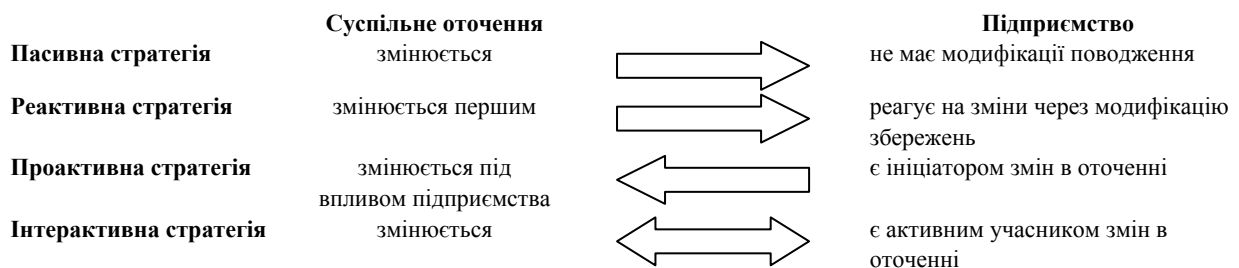 Суспільне оточення Підприємство
Пасивна стратегія змінюється не має модифікації поводження
Реактивна стратегія змінюється першим реагує на зміни через модифікацію
збережень
Проактивна стратегія змінюється під є ініціатором змін в оточенні
впливом підприємства
Інтерактивна стратегія змінюється є активним учасником змін в
оточенні